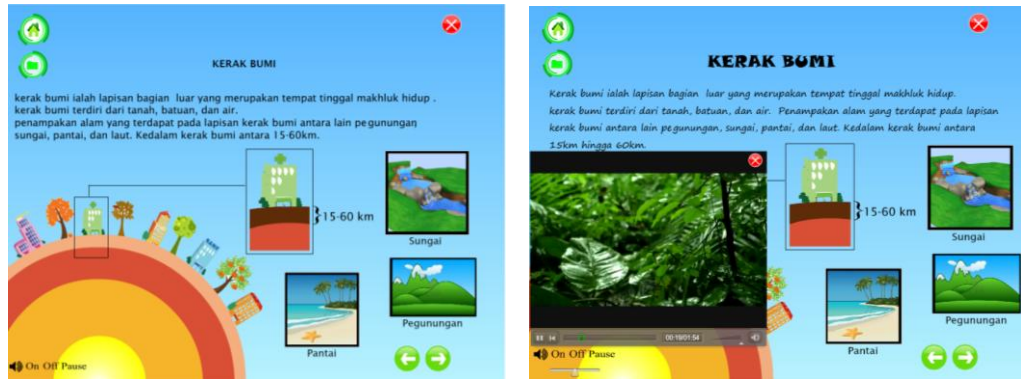 KERAK BUMI
kerak bumi ialah lapisan bagian luar yang merupakan tempat tinggal makhluk hidup .
kerak bumi terdiri dari tanah, batuan, dan air.
penampakan alam yang terdapat pada lapisan kerak bumi antara lain pegunungan
sungai, pantai, dan laut. Kedalam kerak bumi antara 15-60km.
15-60 km
Sungai
Pegunungan
Pantai
On Off Pause
KERAK BUMI
Kerak bumi ialah lapisan bagian luar yang merupakan tempat tinggal makhluk hidup.
kerak bumi terdiri dari tanah, batuan, dan air. Penampakan alam yang terdapat pada lapisan
kerak bumi antara lain pegunungan, sungai, pantai, dan laut. Kedalam kerak bumi antara
15km hingga 60km.
15-60 km
Sungai
Pegunungan
00:19/01:54
Pantai
On Off Pause